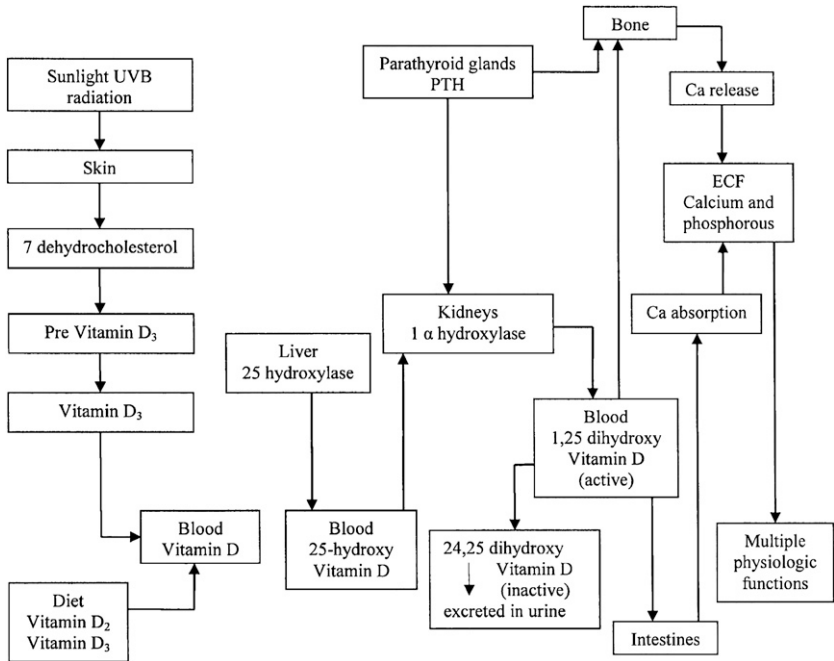 Sunlight UVB
radiation
Skin
7 dehydrocholesterol
Pre Vitamin D₃
Vitamin D₃
Blood
Vitamin D
Diet
Vitamin D₂
Vitamin D₃
Liver
25 hydroxylase
Blood
25-hydroxy
Vitamin D
Parathyroid glands
PTH
Kidneys
1 α hydroxylase
Blood
1,25 dihydroxy
Vitamin D
(active)
24,25 dihydroxy
Vitamin D
(inactive)
excreted in urine
Bone
Ca release
ECF
Calcium and
phosphorous
Ca absorption
Intestines
Multiple
physiologic
functions